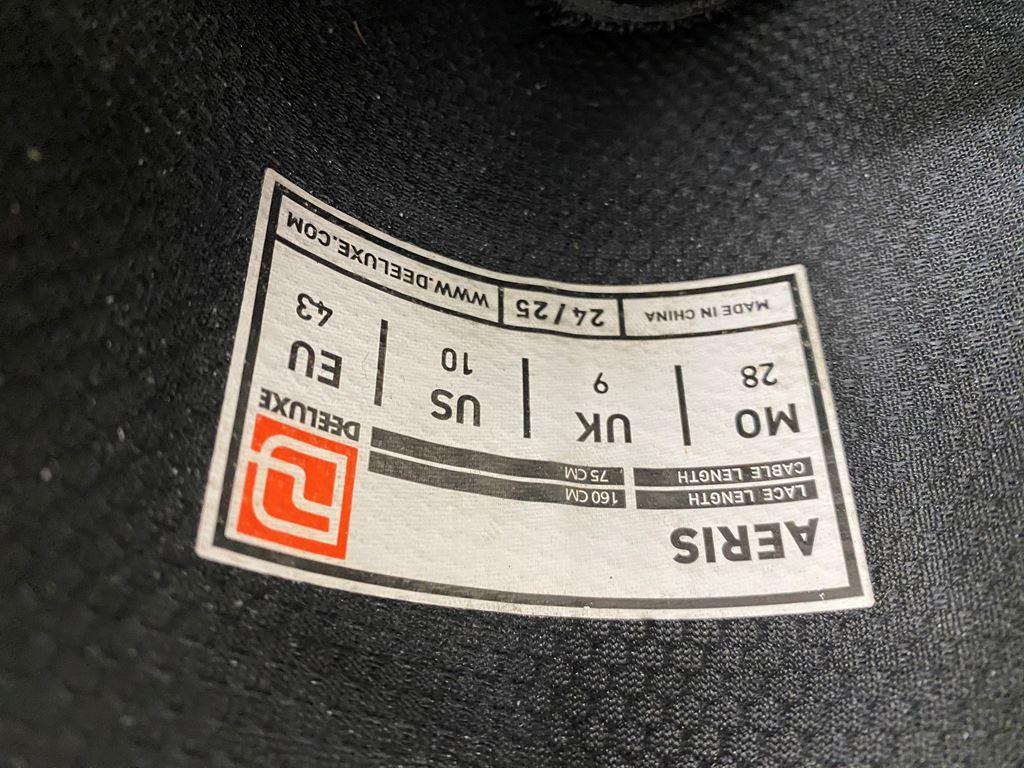 AERIS
LACE LENGTH 160 CM
CABLE LENGTH 75 CM
DEELUXE
MO UK US EU
28 9 10 43
MADE IN CHINA 24/25 WWW.DEELUXE.COM